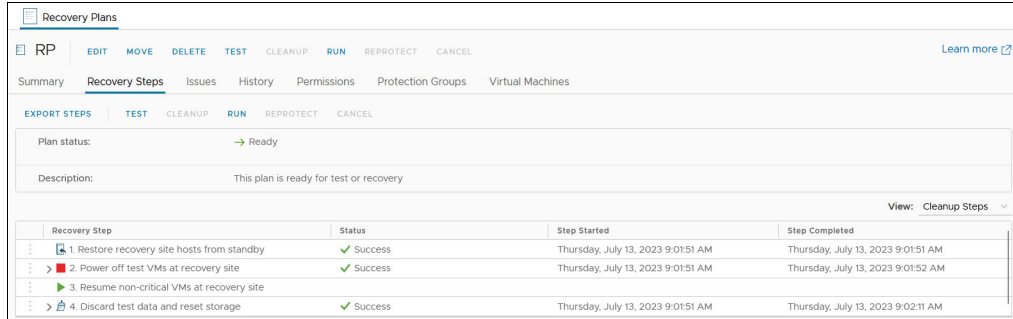 Recovery Plans
RP EDIT MOVE DELETE TEST CLEANUP RUN REPROTECT CANCEL Learn more
Summary Recovery Steps Issues History Permissions Protection Groups Virtual Machines
EXPORT STEPS TEST CLEANUP RUN REPROTECT CANCEL
Plan status: Ready
Description: This plan is ready for test or recovery
View: Cleanup Steps
Recovery Step Status Step Started Step Completed
1. Restore recovery site hosts from standby Success Thursday, July 13, 2023 9:01:51 AM Thursday, July 13, 2023 9:01:51 AM
2. Power off test VMs at recovery site Success Thursday, July 13, 2023 9:01:51 AM Thursday, July 13, 2023 9:01:52 AM
3. Resume non-critical VMs at recovery site
4. Discard test data and reset storage Success Thursday, July 13, 2023 9:01:51 AM Thursday, July 13, 2023 9:02:11 AM